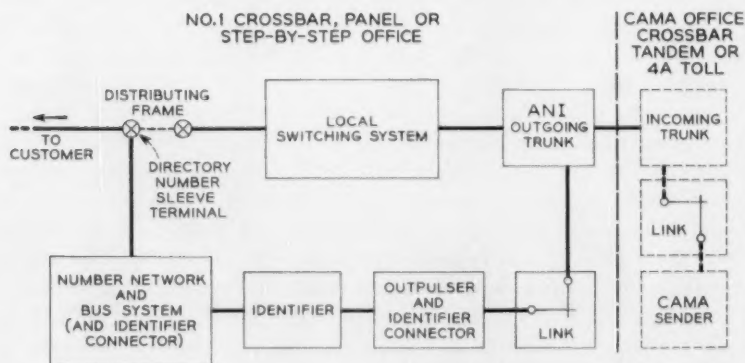 NO.1 CROSSBAR, PANEL OR
STEP-BY-STEP OFFICE
CAMA OFFICE
CROSSBAR
TANDEM OR
4A TOLL
DISTRIBUTING
FRAME
TO
CUSTOMER
DIRECTORY
NUMBER
SLEEVE
TERMINAL
LOCAL
SWITCHING SYSTEM
ANI
OUTGOING
TRUNK
INCOMING
TRUNK
LINK
CAMA
SENDER
NUMBER NETWORK
AND
BUS SYSTEM
(AND IDENTIFIER
CONNECTOR)
IDENTIFIER
OUTPULSER
AND
IDENTIFIER
CONNECTOR
LINK